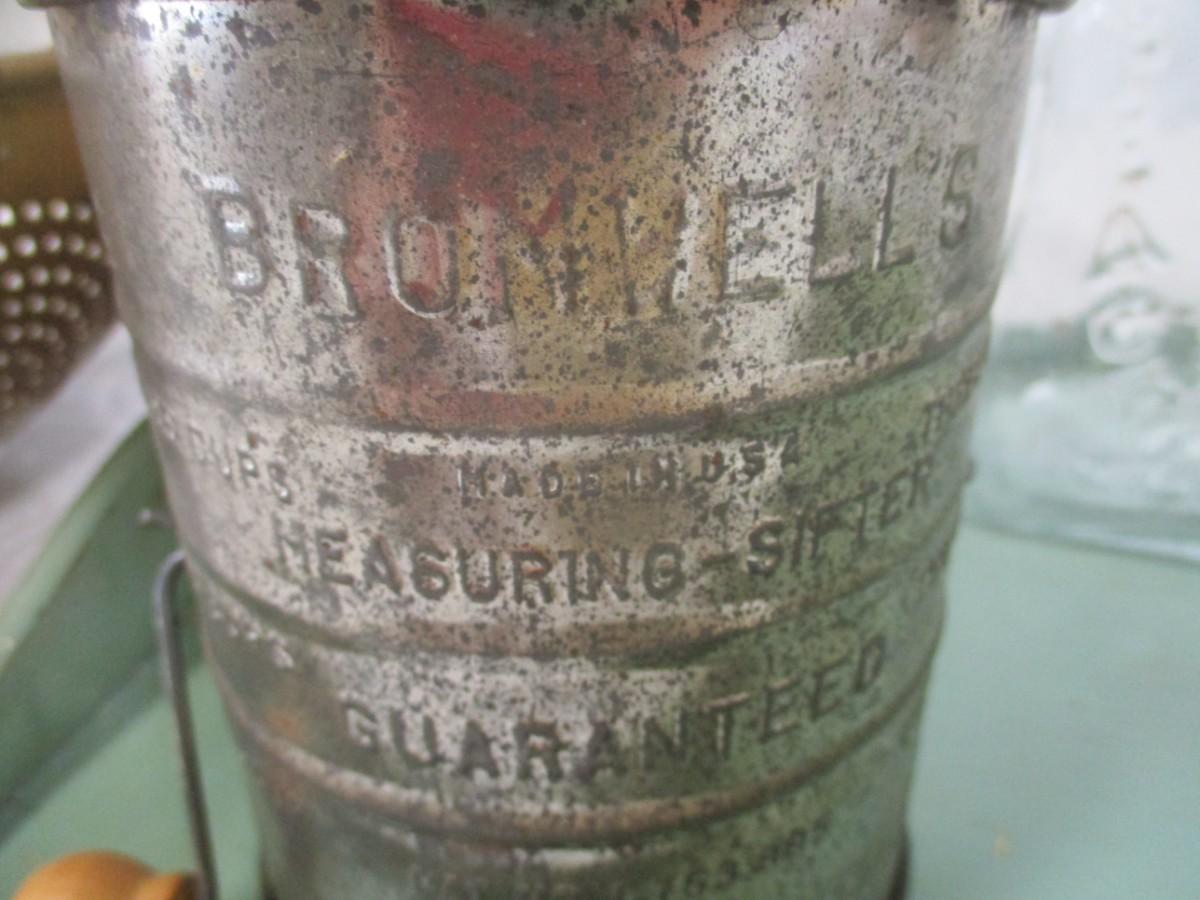 BROMWELL'S
CUPS MADE IN USA
MEASURING-SIFTER
GUARANTEED